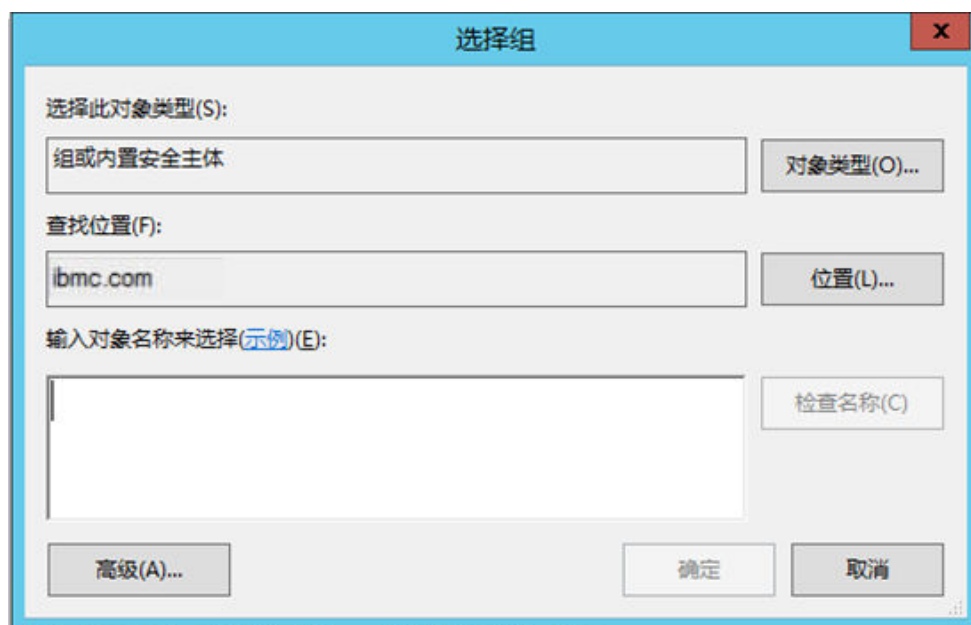 选择组
x
选择此对象类型(S):
组或内置安全主体
对象类型(O)...
查找位置(F):
ibmc.com
位置(L)...
输入对象名称来选择(示例)(E):
检查名称(C)
高级(A)...
确定
取消